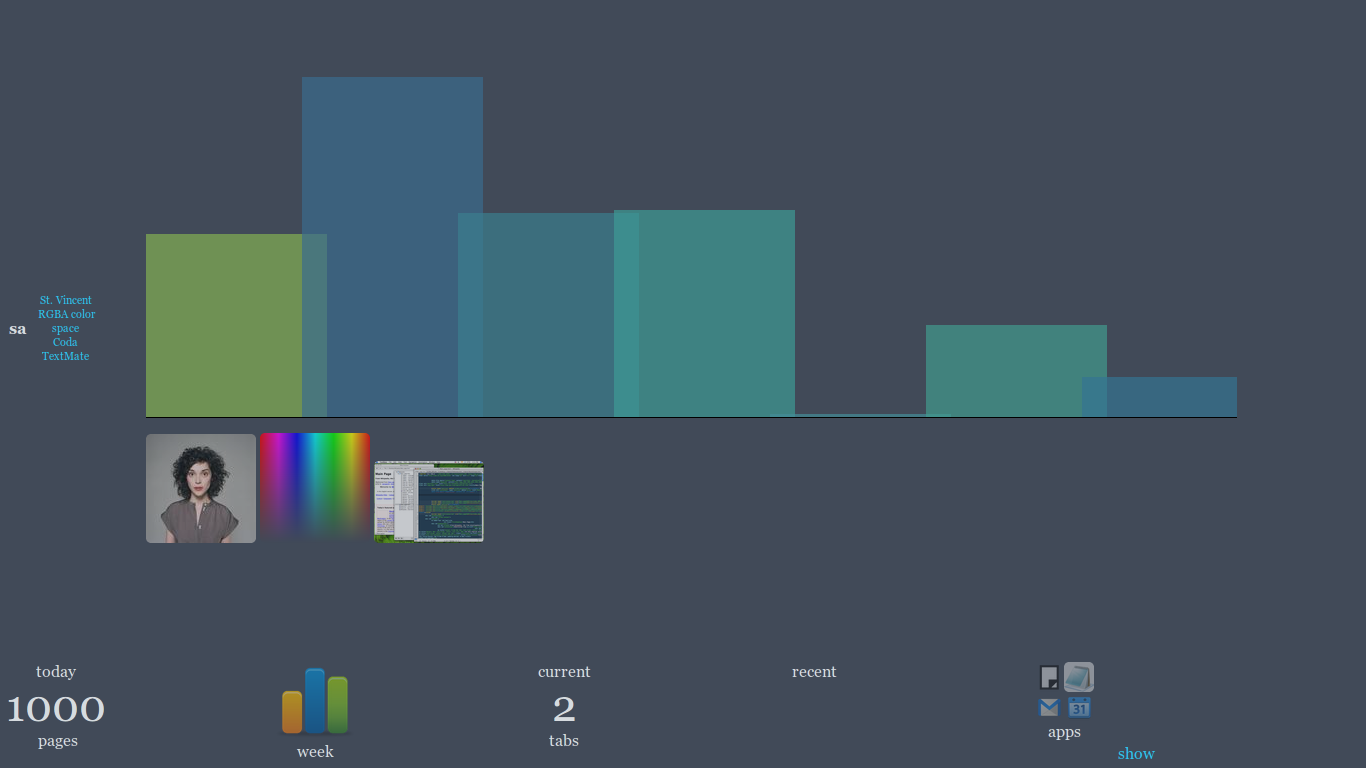 sa
St. Vincent
RGBA color
space
Coda
TextMate
today
1000
pages
week
current
2
tabs
recent
31
apps
show